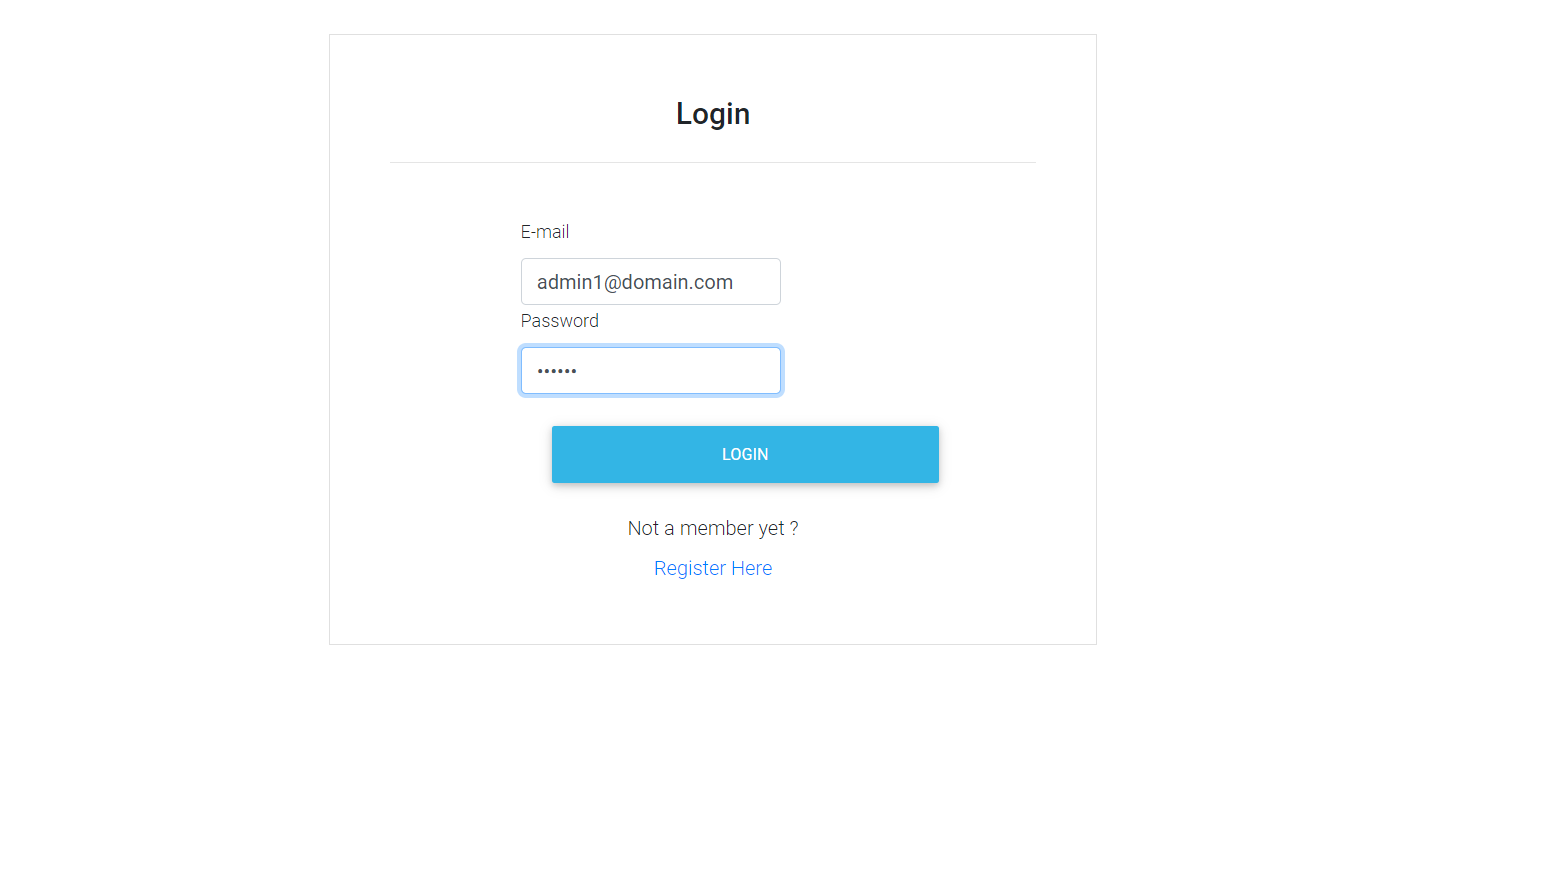 Login
E-mail
admin1@domain.com
Password
••••••
LOGIN
Not a member yet ?
Register Here